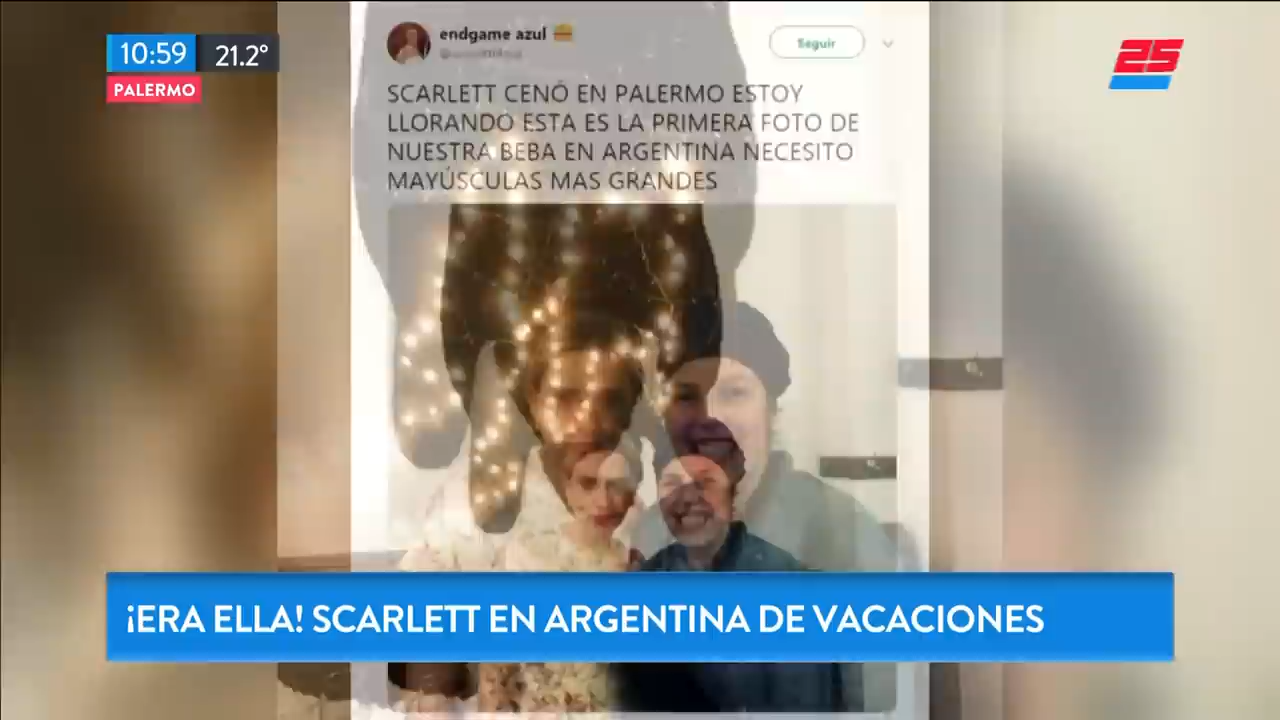 endgame azul
Seguir
10:59
21.2°
PALERMO
25
SCARLETT CENÓ EN PALERMO ESTOY
LLORANDO ESTA ES LA PRIMERA FOTO DE
NUESTRA BEBA EN ARGENTINA NECESITO
MAYÚSCULAS MAS GRANDES
¡ERA ELLA! SCARLETT EN ARGENTINA DE VACACIONES